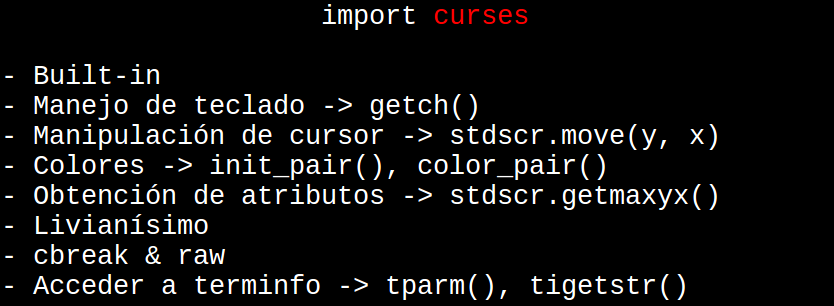 import curses
- Built-in
- Manejo de teclado -> getch()
- Manipulación de cursor -> stdscr.move(y, x)
- Colores -> init_pair(), color_pair()
- Obtención de atributos -> stdscr.getmaxyx()
- Livianísimo
- cbreak & raw
- Acceder a terminfo -> tparm(), tigetstr()